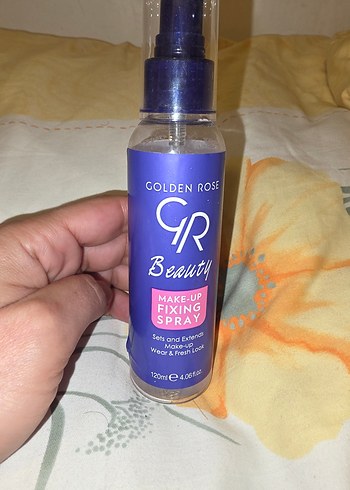 GOLDEN ROSE
GR
Beauty
MAKE-UP
FIXING
SPRAY
Sets and Extends
Make-up
Wear & Fresh Look
120ml ℮ 4.06 fl.oz.